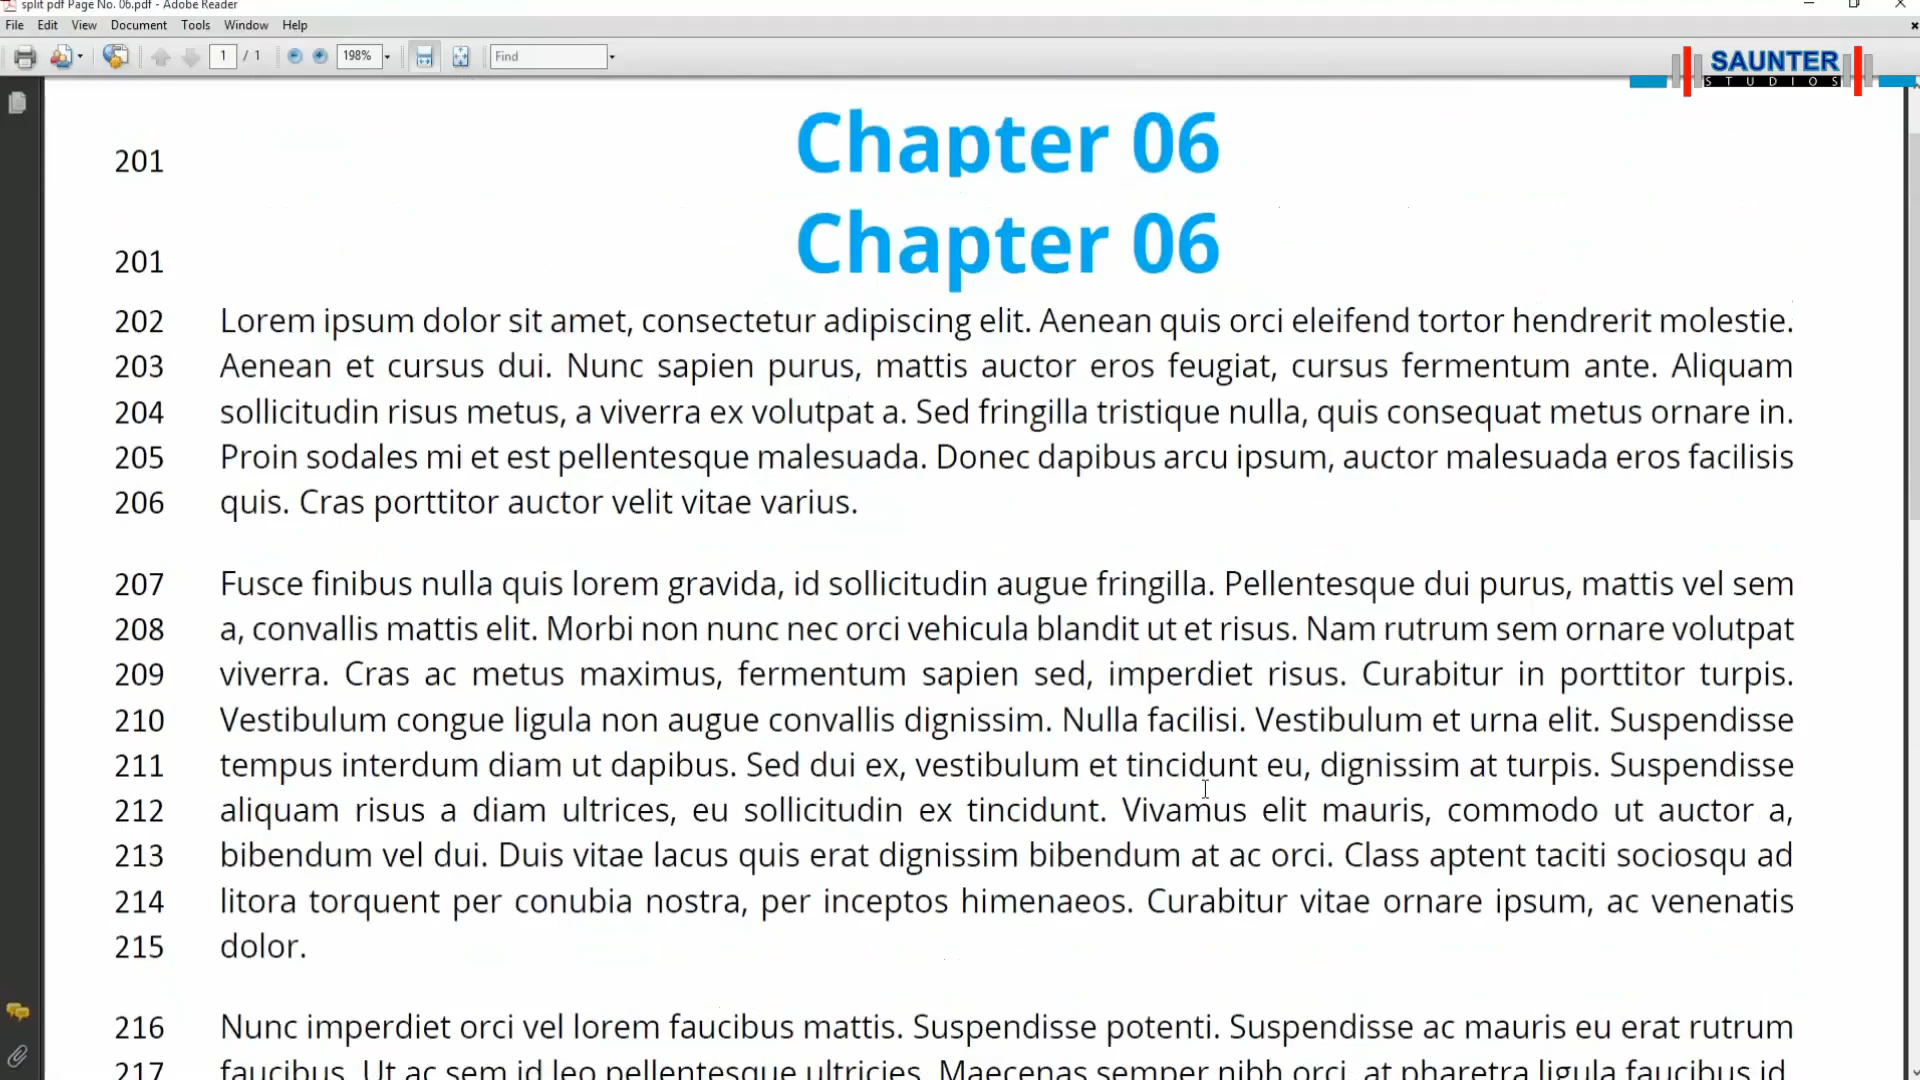 split pdf Page No. 06.pdf - Adobe Reader
File Edit View Document Tools Window Help
1 / 1 198% Find
SAUNTER
STUDIOS
201 Chapter 06
201 Chapter 06
202 Lorem ipsum dolor sit amet, consectetur adipiscing elit. Aenean quis orci eleifend tortor hendrerit molestie.
203 Aenean et cursus dui. Nunc sapien purus, mattis auctor eros feugiat, cursus fermentum ante. Aliquam
204 sollicitudin risus metus, a viverra ex volutpat a. Sed fringilla tristique nulla, quis consequat metus ornare in.
205 Proin sodales mi et est pellentesque malesuada. Donec dapibus arcu ipsum, auctor malesuada eros facilisis
206 quis. Cras porttitor auctor velit vitae varius.
207 Fusce finibus nulla quis lorem gravida, id sollicitudin augue fringilla. Pellentesque dui purus, mattis vel sem
208 a, convallis mattis elit. Morbi non nunc nec orci vehicula blandit ut et risus. Nam rutrum sem ornare volutpat
209 viverra. Cras ac metus maximus, fermentum sapien sed, imperdiet risus. Curabitur in porttitor turpis.
210 Vestibulum congue ligula non augue convallis dignissim. Nulla facilisi. Vestibulum et urna elit. Suspendisse
211 tempus interdum diam ut dapibus. Sed dui ex, vestibulum et tincidunt eu, dignissim at turpis. Suspendisse
212 aliquam risus a diam ultrices, eu sollicitudin ex tincidunt. Vivamus elit mauris, commodo ut auctor a,
213 bibendum vel dui. Duis vitae lacus quis erat dignissim bibendum at ac orci. Class aptent taciti sociosqu ad
214 litora torquent per conubia nostra, per inceptos himenaeos. Curabitur vitae ornare ipsum, ac venenatis
215 dolor.
216 Nunc imperdiet orci vel lorem faucibus mattis. Suspendisse potenti. Suspendisse ac mauris eu erat rutrum
217 faucibus. Ut ac sem id leo pellentesque ultricies. Maecenas semper nibh orci, at pharetra ligula faucibus id.